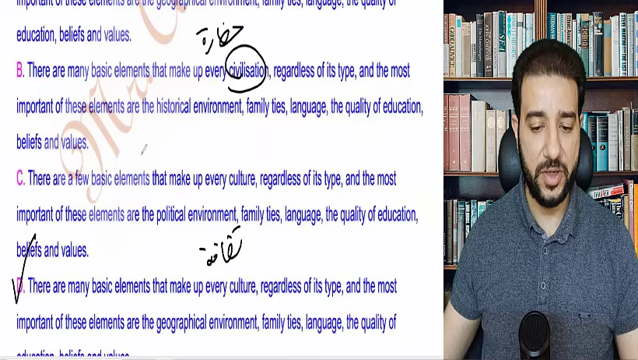 important of these elements are the geographical environment, family ties, language, the quality of
education, beliefs and values.
حضارة
B. There are many basic elements that make up every civilisation, regardless of its type, and the most
important of these elements are the historical environment, family ties, language, the quality of education,
beliefs and values.
C. There are a few basic elements that make up every culture, regardless of its type, and the most
important of these elements are the political environment, family ties, language, the quality of education,
beliefs and values.
ثقافة
D. There are many basic elements that make up every culture, regardless of its type, and the most
important of these elements are the geographical environment, family ties, language, the quality of
education, beliefs and values.